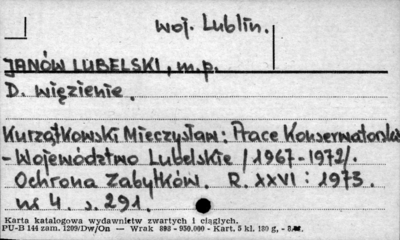 woj. Lublin.
JANÓW LUBELSKI, m.p.
D. więzienie.
Kurzątkowski Mieczysław: Prace Konserwatorskie
- Województwo Lubelskie /1967-1972/.
Ochrona Zabytków. R. XXVI: 1973.
nr 4. s. 291.
Karta katalogowa wydawnictw zwartych i ciągłych.
PU-B 144 zam. 1209/Dw/On — Wrak 898 - 950.000 - Kart. 5 kl. 180 g,